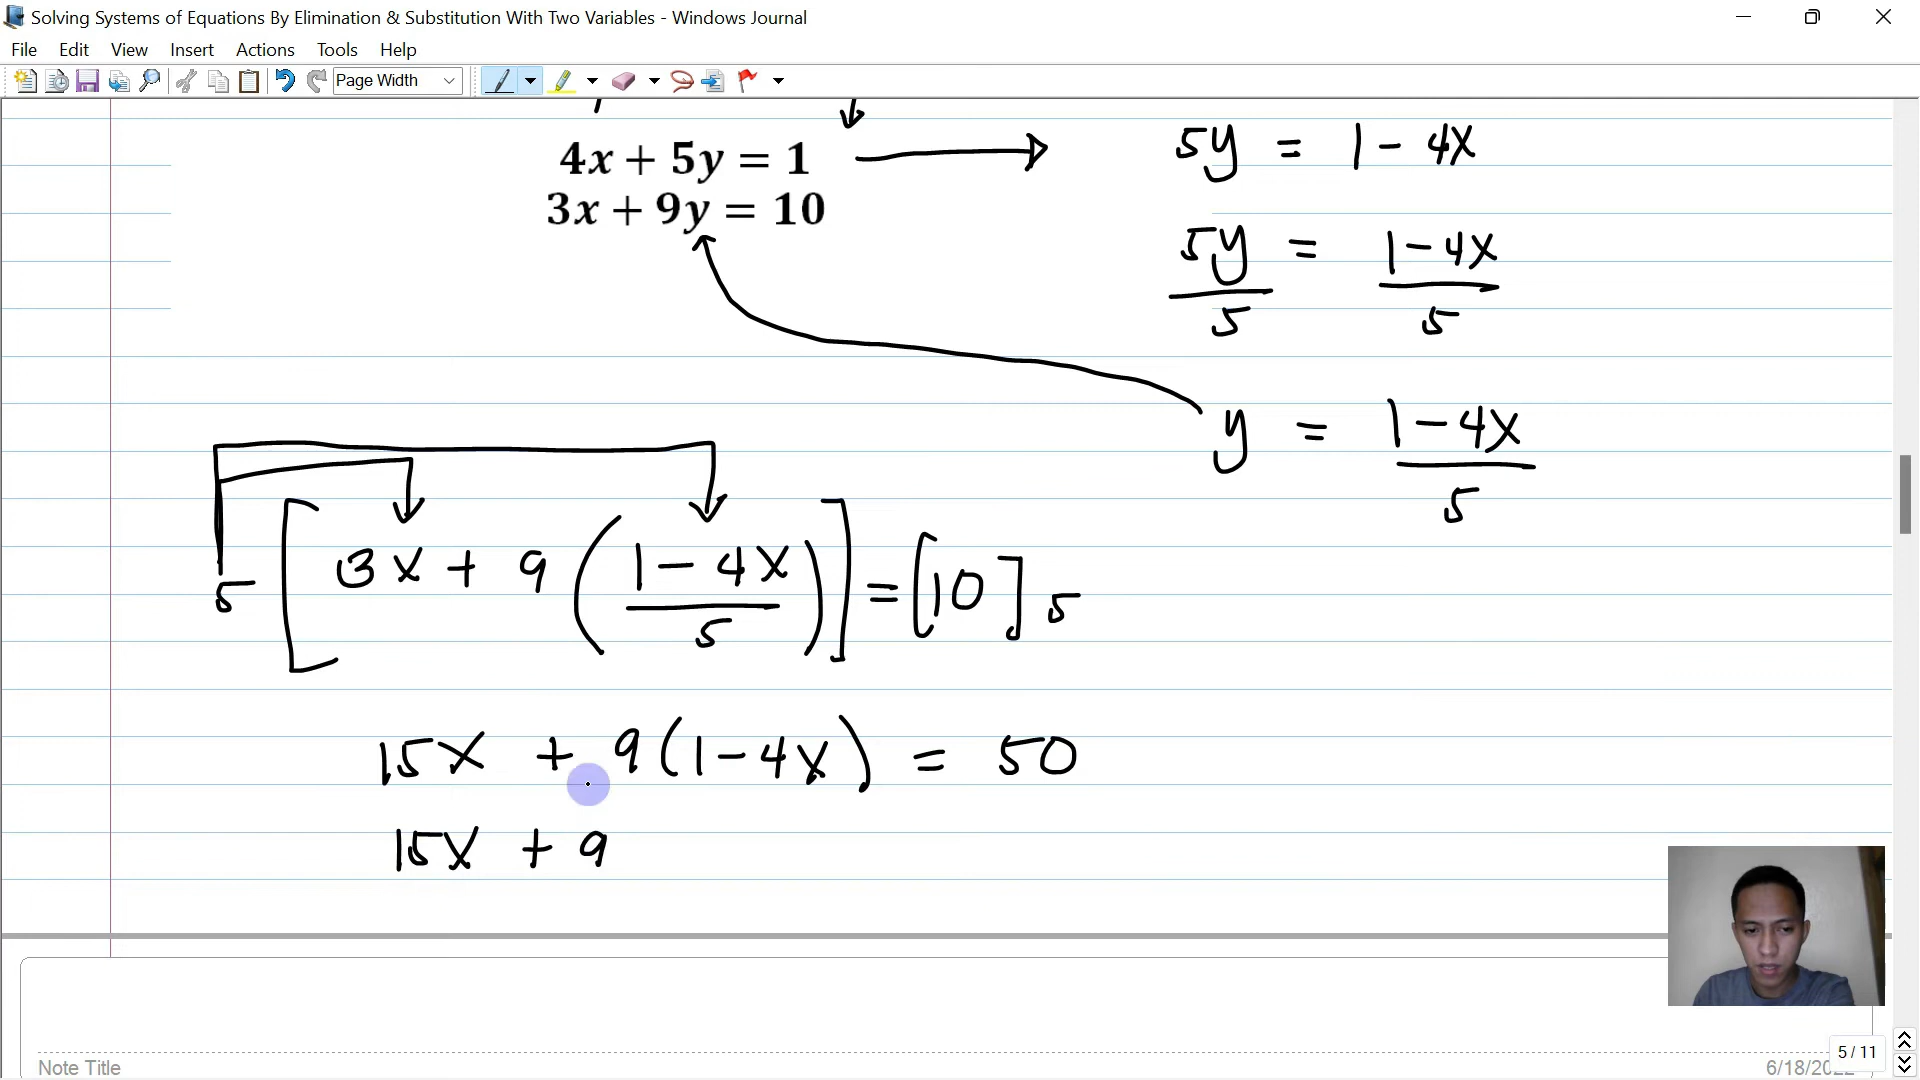 Solving Systems of Equations By Elimination & Substitution With Two Variables - Windows Journal
File Edit View Insert Actions Tools Help
Page Width
4x + 5y = 1
3x + 9y = 10
5y = 1 - 4x
5y/5 = (1 - 4x)/5
y = (1 - 4x)/5
5 [3x + 9((1 - 4x)/5)] = [10] 5
15x + 9(1 - 4x) = 50
15x + 9
Note Title
5 / 11